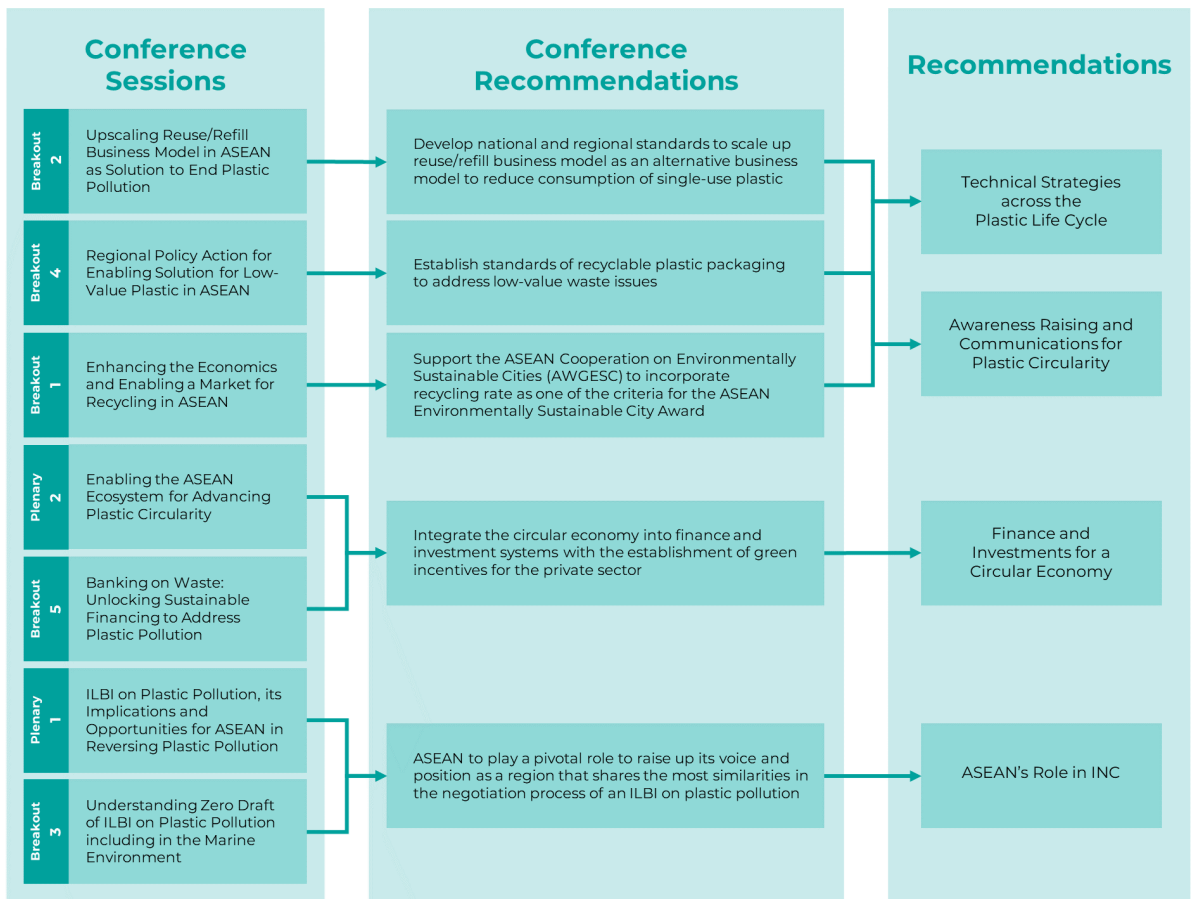 Conference
Sessions
Breakout
2
Upscaling Reuse/Refill
Business Model in ASEAN
as Solution to End Plastic
Pollution
Breakout
4
Regional Policy Action for
Enabling Solution for Low-
Value Plastic in ASEAN
Breakout
1
Enhancing the Economics
and Enabling a Market for
Recycling in ASEAN
Plenary
2
Enabling the ASEAN
Ecosystem for Advancing
Plastic Circularity
Breakout
5
Banking on Waste:
Unlocking Sustainable
Financing to Address
Plastic Pollution
Plenary
1
ILBI on Plastic Pollution, its
Implications and
Opportunities for ASEAN in
Reversing Plastic Pollution
Breakout
3
Understanding Zero Draft
of ILBI on Plastic Pollution
including in the Marine
Environment
Conference
Recommendations
Develop national and regional standards to scale up
reuse/refill business model as an alternative business
model to reduce consumption of single-use plastic
Establish standards of recyclable plastic packaging
to address low-value waste issues
Support the ASEAN Cooperation on Environmentally
Sustainable Cities (AWGESC) to incorporate
recycling rate as one of the criteria for the ASEAN
Environmentally Sustainable City Award
Integrate the circular economy into finance and
investment systems with the establishment of green
incentives for the private sector
ASEAN to play a pivotal role to raise up its voice and
position as a region that shares the most similarities in
the negotiation process of an ILBI on plastic pollution
Recommendations
Technical Strategies
across the
Plastic Life Cycle
Awareness Raising and
Communications for
Plastic Circularity
Finance and
Investments for a
Circular Economy
ASEAN's Role in INC